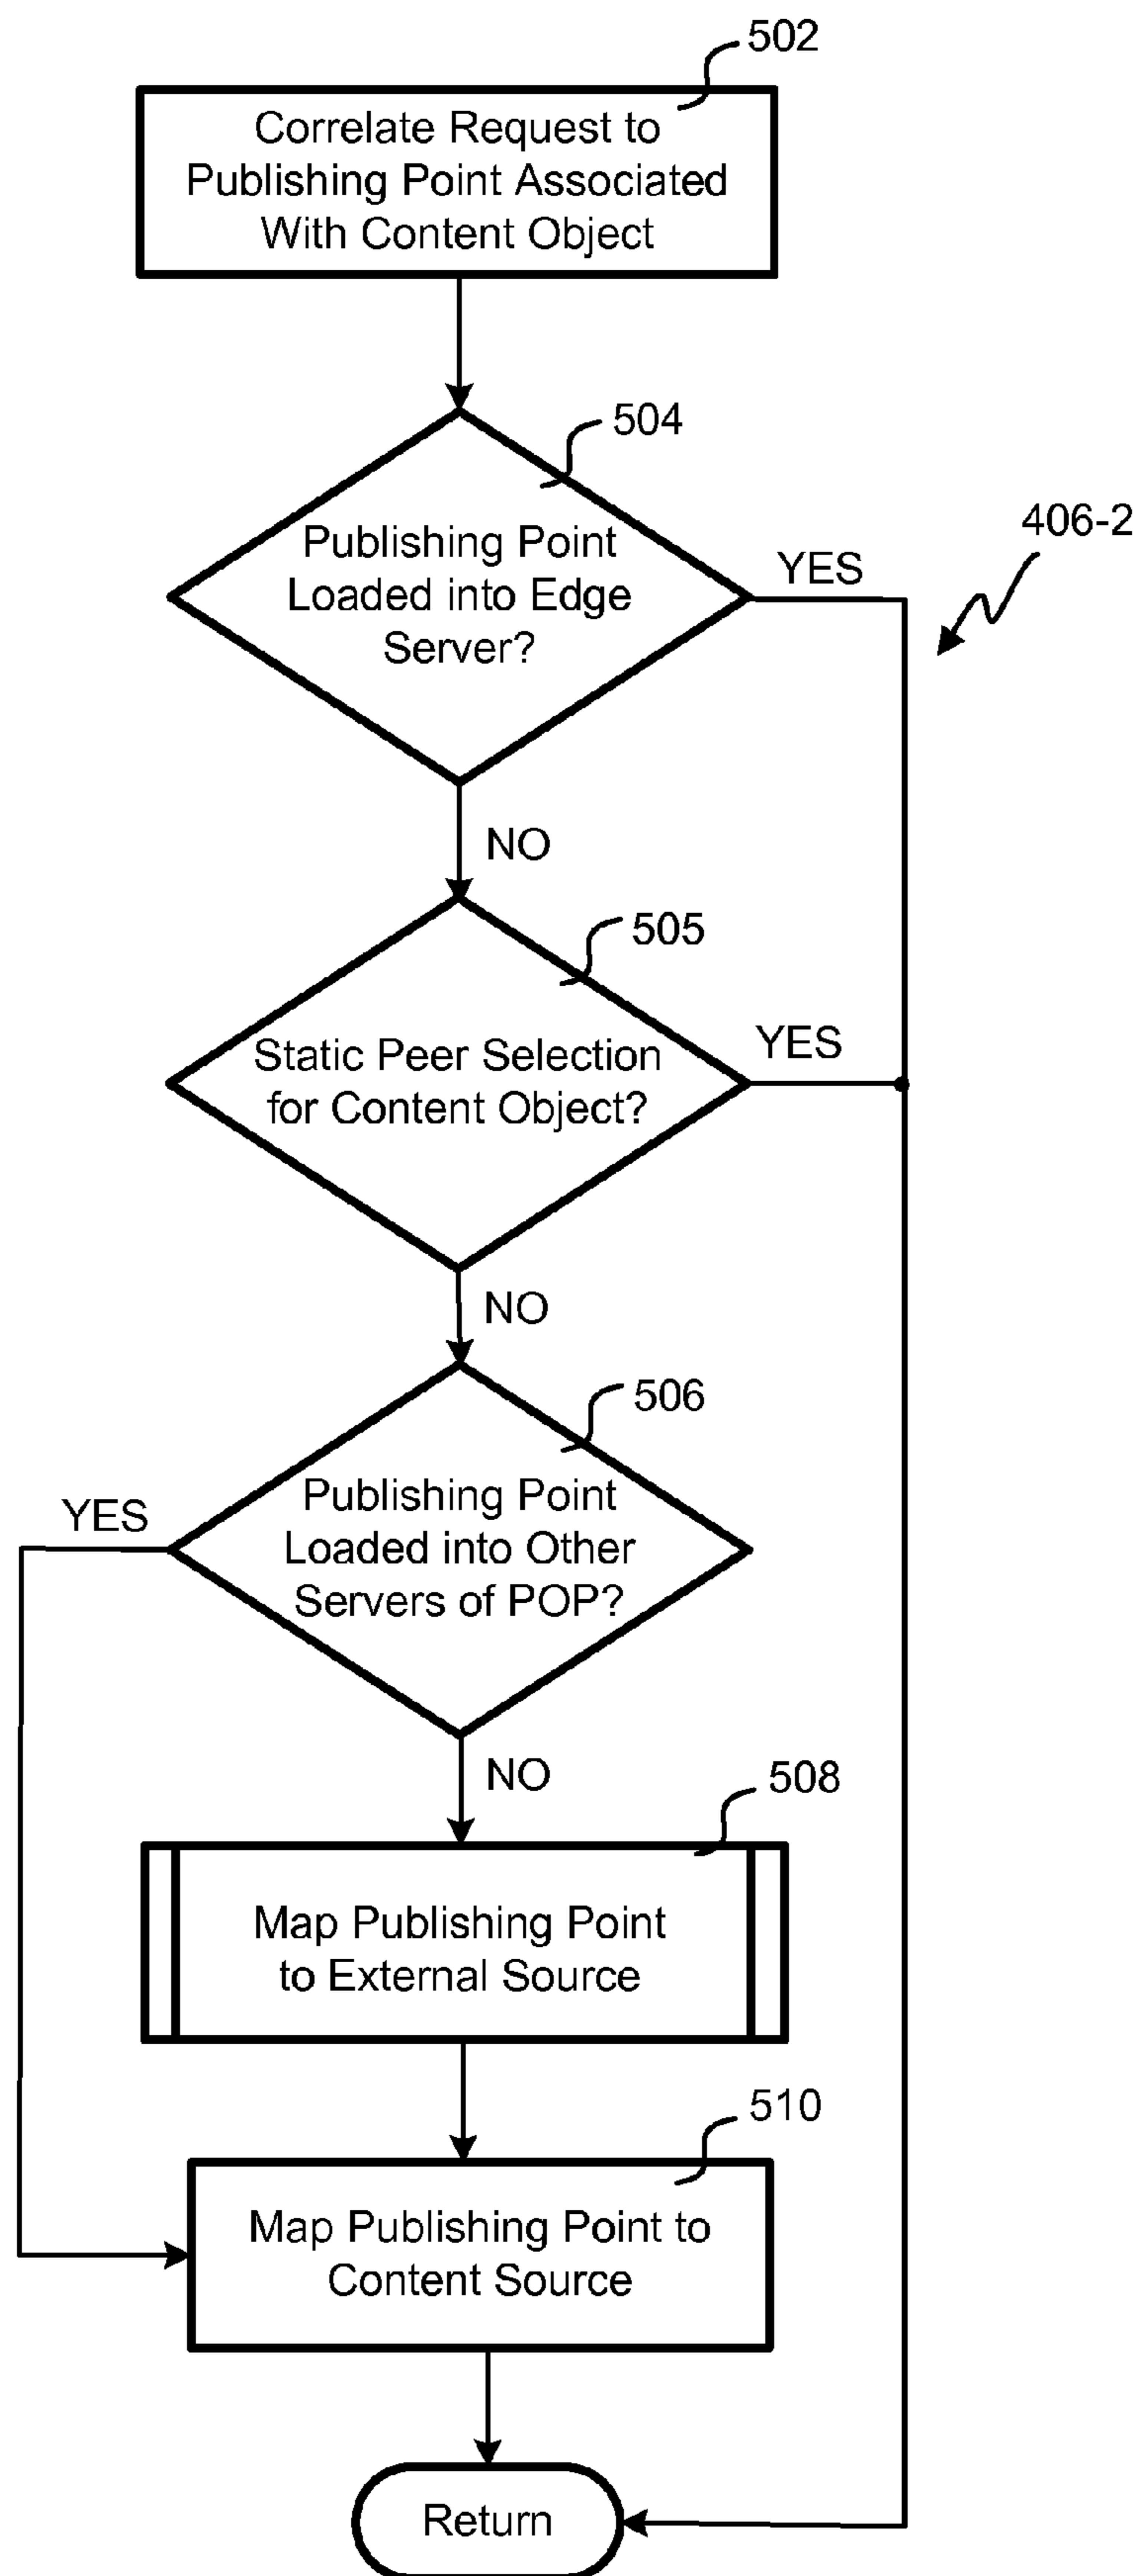 502
Correlate Request to
Publishing Point Associated
With Content Object
504
406-2
Publishing Point
Loaded into Edge
Server?
YES
NO
505
Static Peer Selection
for Content Object?
YES
NO
506
Publishing Point
Loaded into Other
Servers of POP?
YES
NO
508
Map Publishing Point
to External Source
510
Map Publishing Point to
Content Source
Return